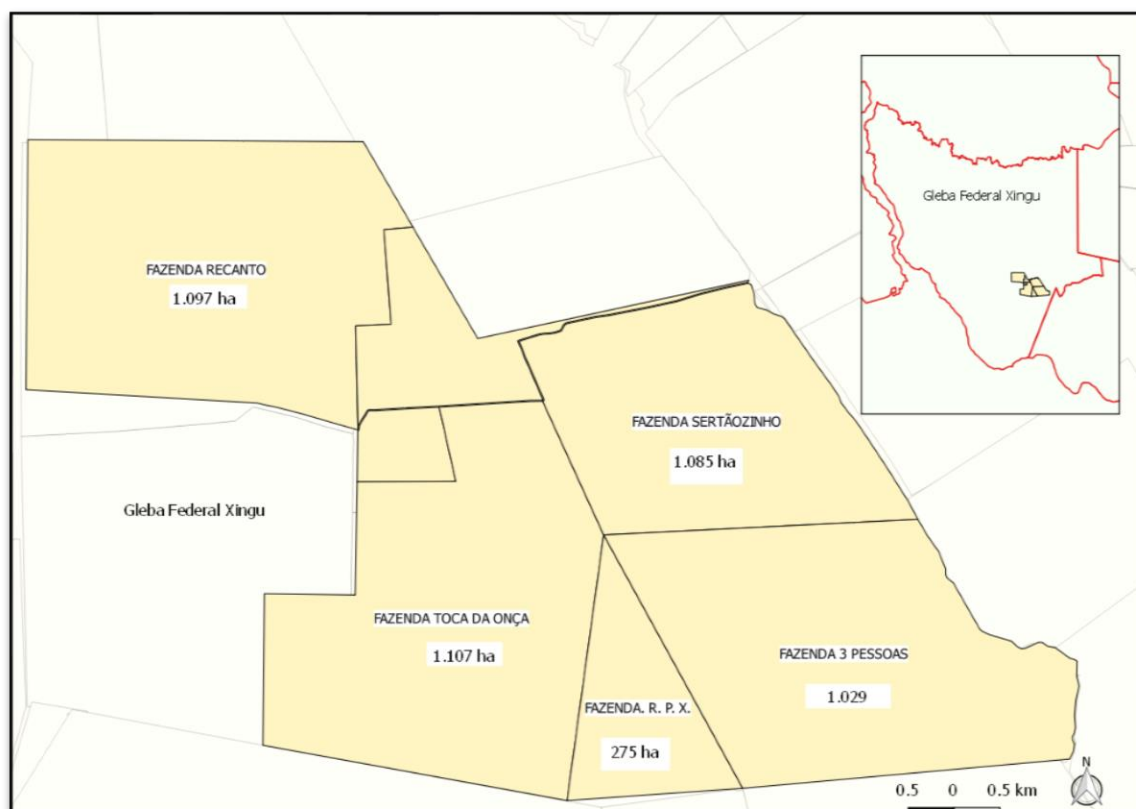 Gleba Federal Xingu
FAZENDA RECANTO
1.097 ha
FAZENDA SERTÃOZINHO
1.085 ha
Gleba Federal Xingu
FAZENDA TOCA DA ONÇA
1.107 ha
FAZENDA 3 PESSOAS
1.029
FAZENDA. R. P. X.
275 ha
N
0.5 0 0.5 km